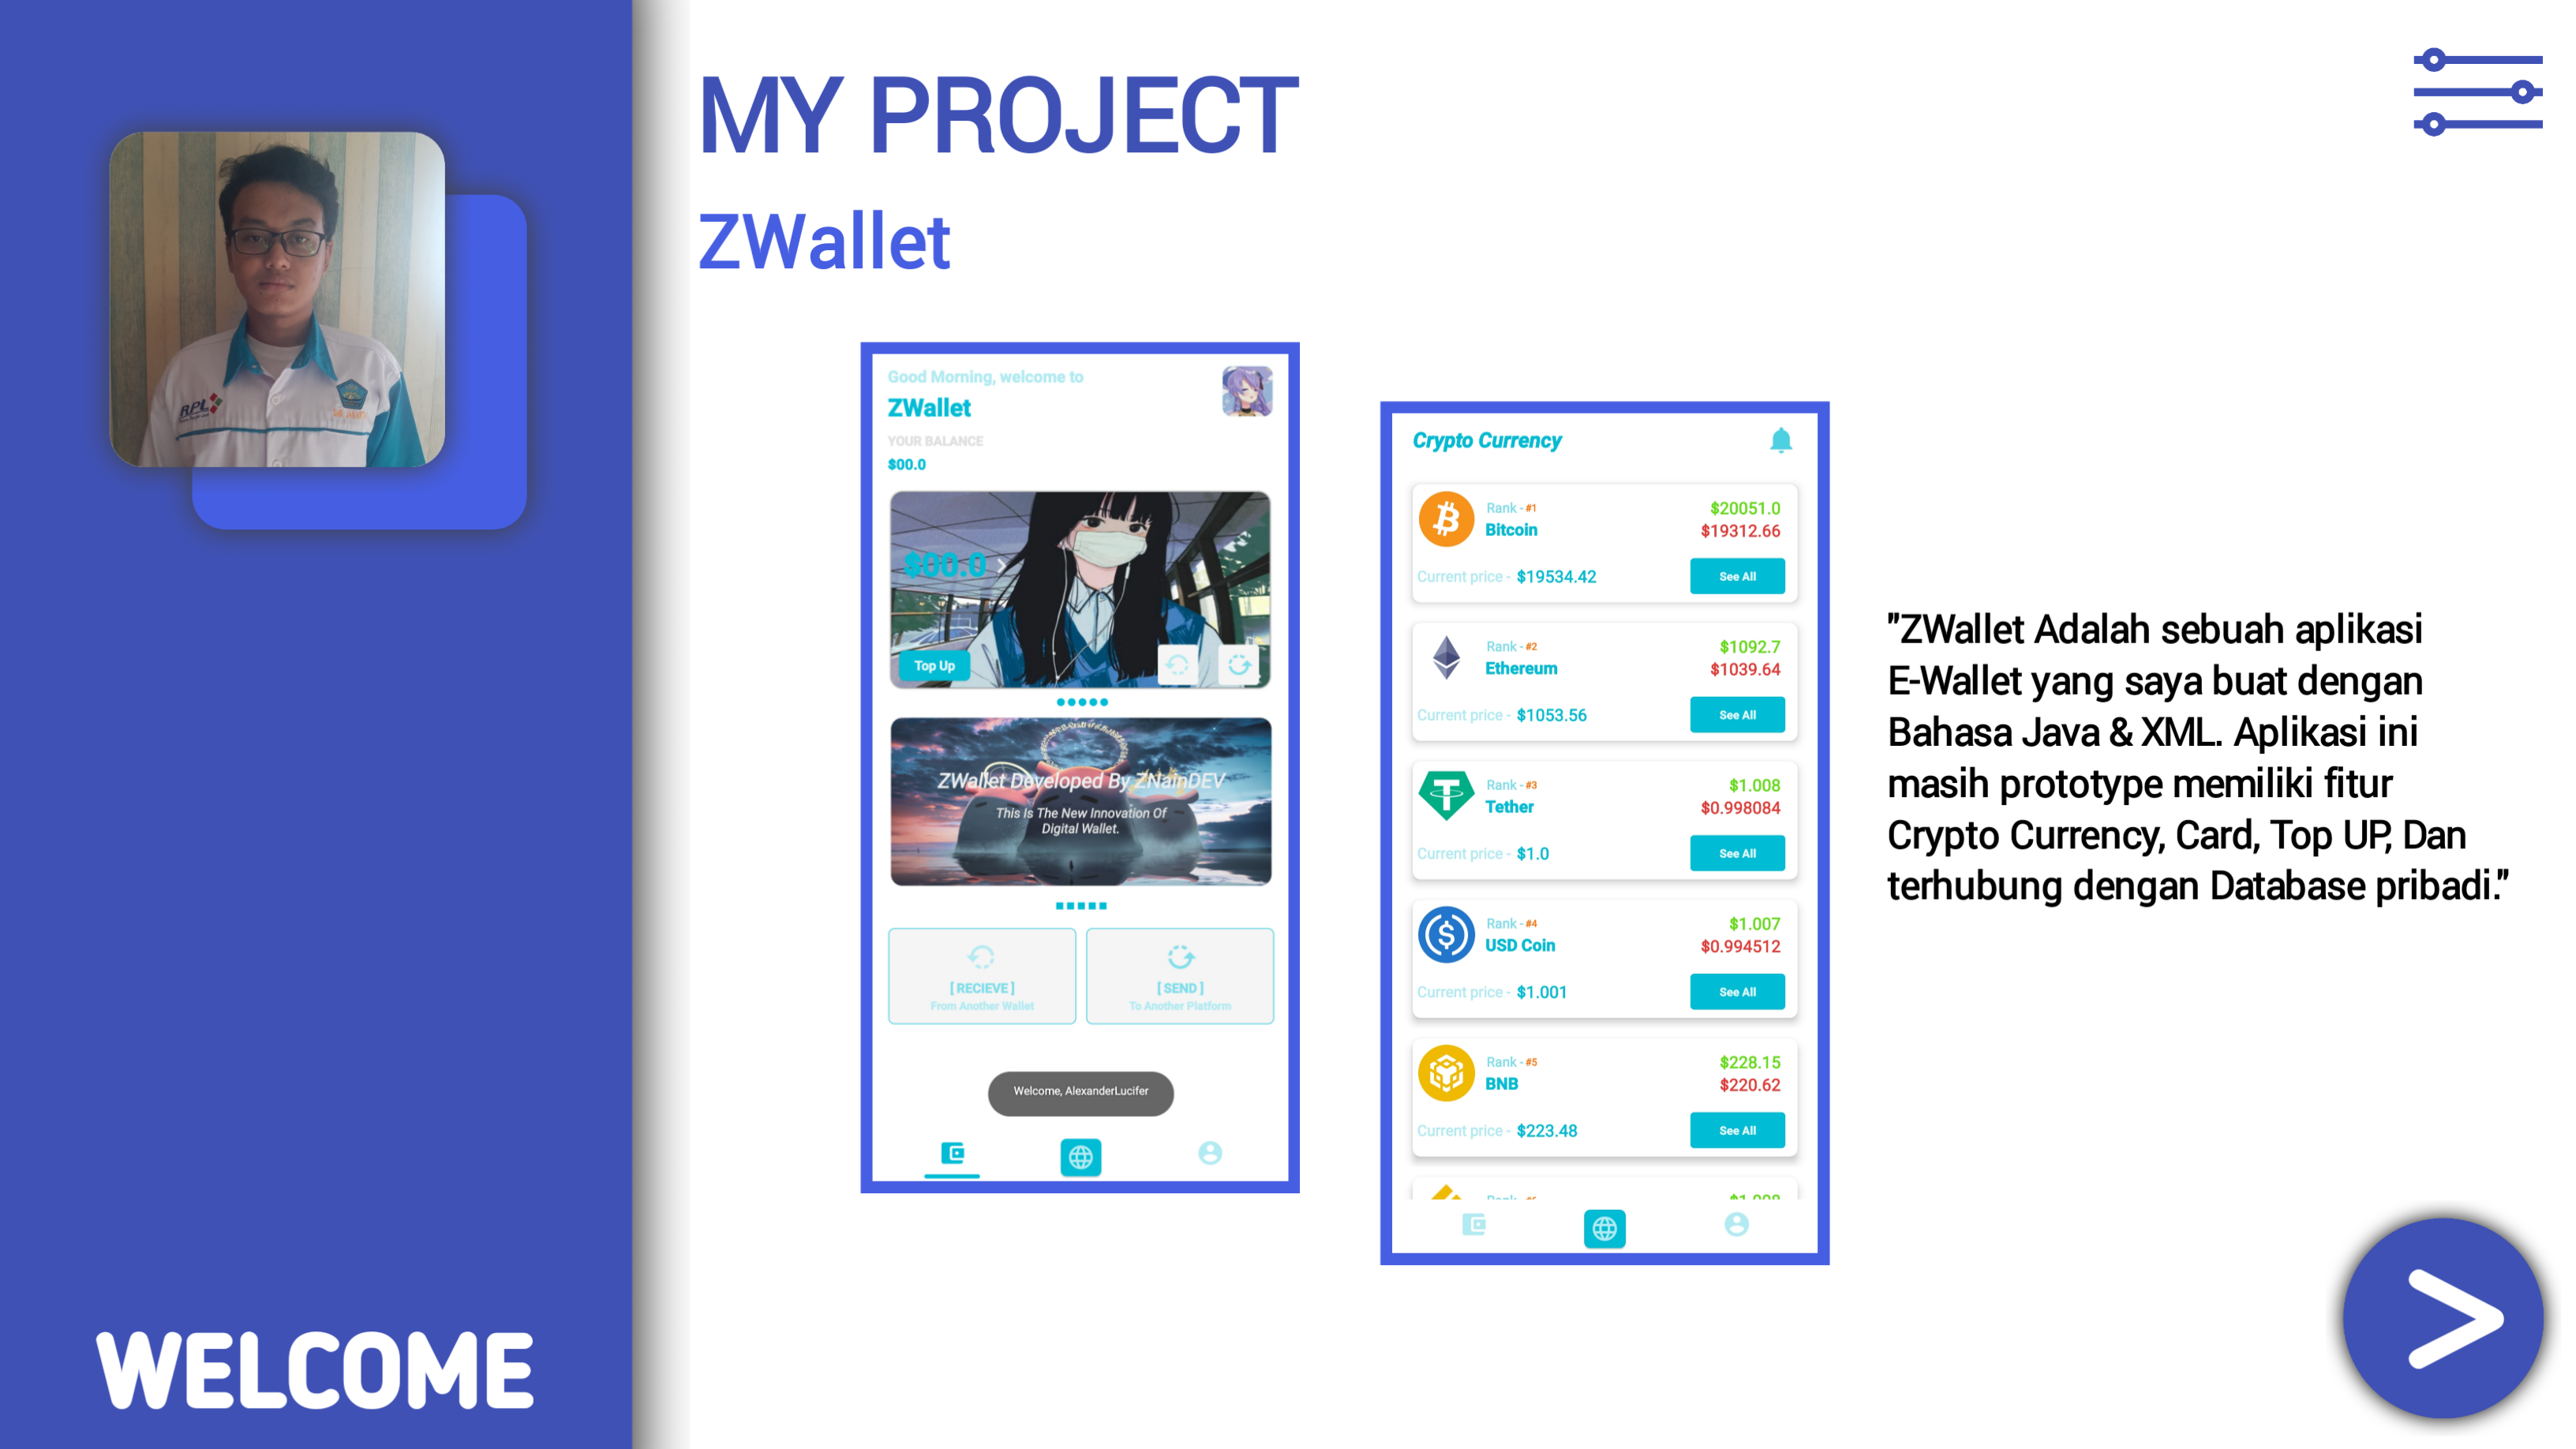 MY PROJECT
ZWallet
RPL
Good Morning, welcome to
ZWallet
YOUR BALANCE
$00.0
$00.0
Top Up
ZWallet Developed By ZNainDEV
This Is The New Innovation Of
Digital Wallet.
[ RECIEVE ]
From Another Wallet
[ SEND ]
To Another Platform
Welcome, AlexanderLucifer
Crypto Currency
Rank - #1
Bitcoin
$20051.0
$19312.66
Current price - $19534.42
See All
Rank - #2
Ethereum
$1092.7
$1039.64
Current price - $1053.56
See All
Rank - #3
Tether
$1.008
$0.998084
Current price - $1.0
See All
Rank - #4
USD Coin
$1.007
$0.994512
Current price - $1.001
See All
Rank - #5
BNB
$228.15
$220.62
Current price - $223.48
See All
"ZWallet Adalah sebuah aplikasi
E-Wallet yang saya buat dengan
Bahasa Java & XML. Aplikasi ini
masih prototype memiliki fitur
Crypto Currency, Card, Top UP, Dan
terhubung dengan Database pribadi."
WELCOME